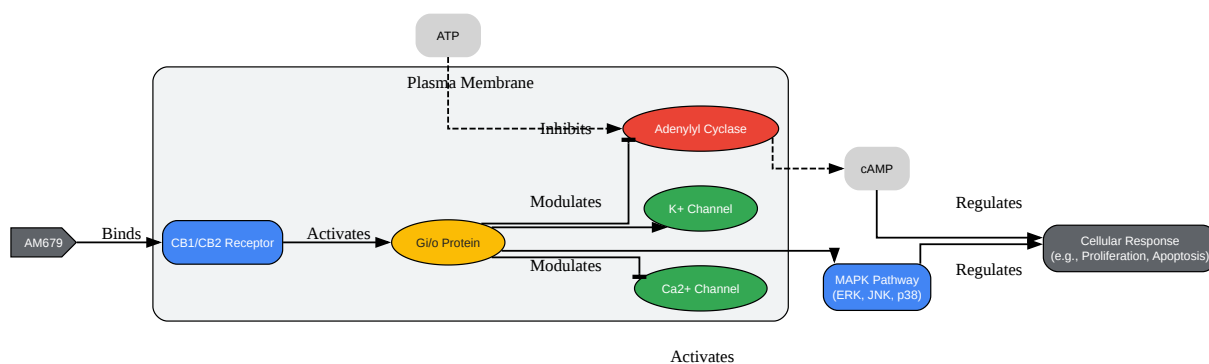 ATP
Plasma Membrane
Inhibits
Adenylyl Cyclase
cAMP
Modulates
K+ Channel
Regulates
AM679
Binds
CB1/CB2 Receptor
Activates
Gi/o Protein
Cellular Response
(e.g., Proliferation, Apoptosis)
Modulates
Ca2+ Channel
MAPK Pathway
(ERK, JNK, p38)
Regulates
Activates